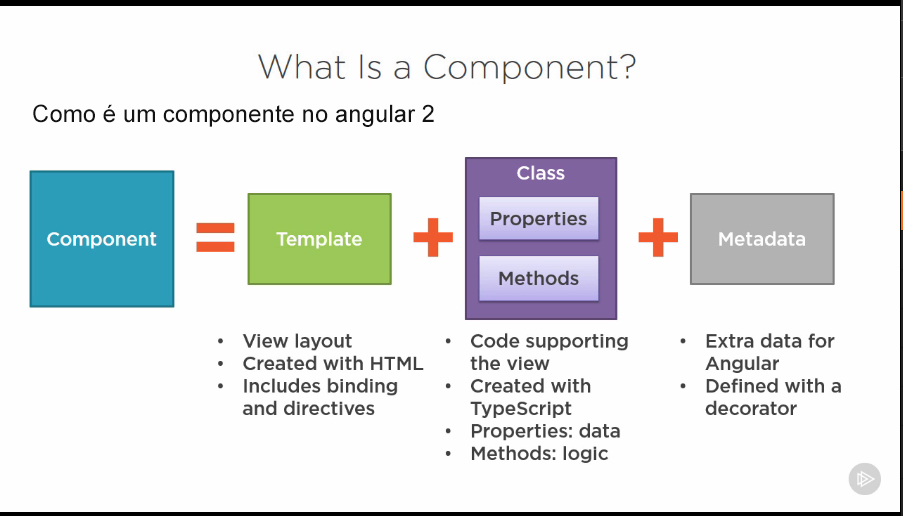 What Is a Component?
Como é um componente no angular 2
Component
Template
Class
Properties
Methods
Metadata
• View layout
• Created with HTML
• Includes binding
and directives
• Code supporting
the view
• Created with
TypeScript
• Properties: data
• Methods: logic
• Extra data for
Angular
• Defined with a
decorator